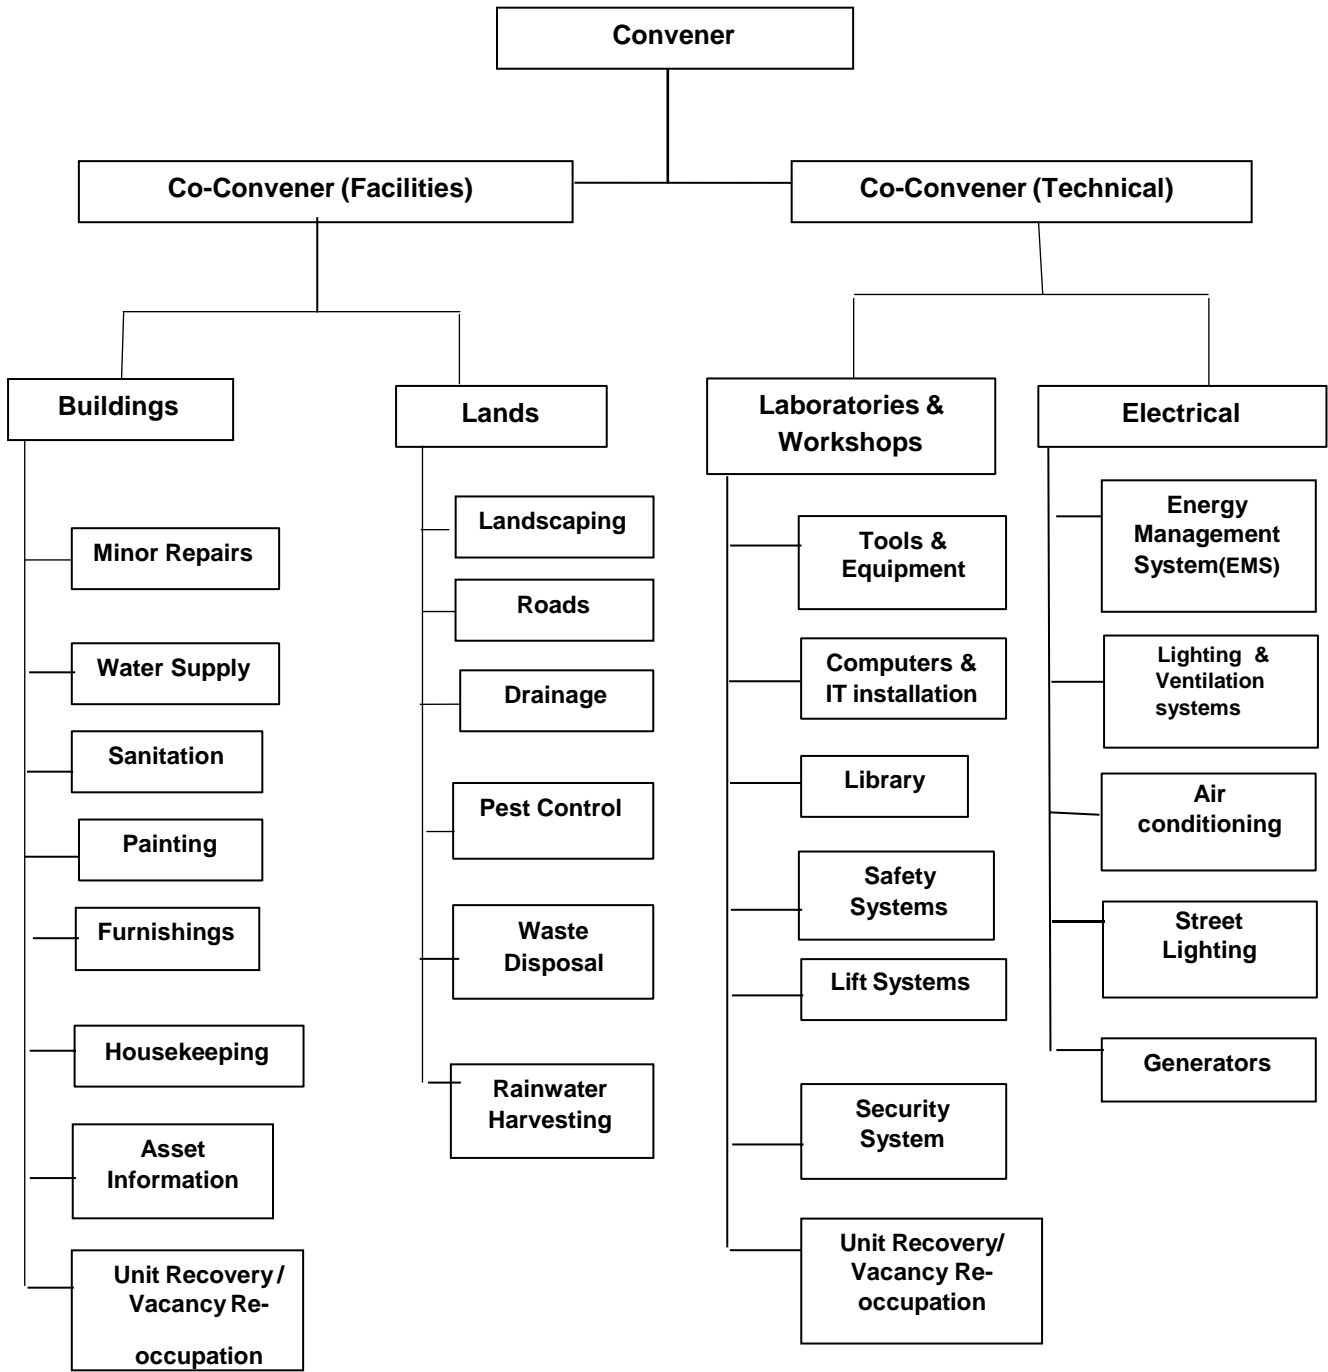 Convener
Co-Convener (Facilities)
Co-Convener (Technical)
Buildings
Minor Repairs
Water Supply
Sanitation
Painting
Furnishings
Housekeeping
Asset
Information
Unit Recovery /
Vacancy Re-
occupation
Lands
Landscaping
Roads
Drainage
Pest Control
Waste
Disposal
Rainwater
Harvesting
Laboratories &
Workshops
Tools &
Equipment
Computers &
IT installation
Library
Safety
Systems
Lift Systems
Security
System
Unit Recovery/
Vacancy Re-
occupation
Electrical
Energy
Management
System(EMS)
Lighting &
Ventilation
systems
Air
conditioning
Street
Lighting
Generators